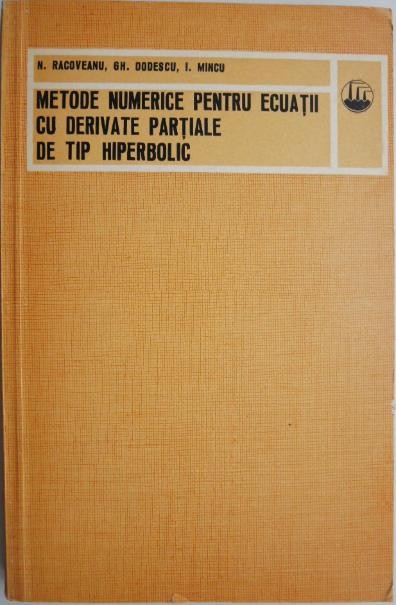 N. RACOVEANU, GH. DODESCU, I. MINCU
METODE NUMERICE PENTRU ECUAȚII
CU DERIVATE PARȚIALE
DE TIP HIPERBOLIC